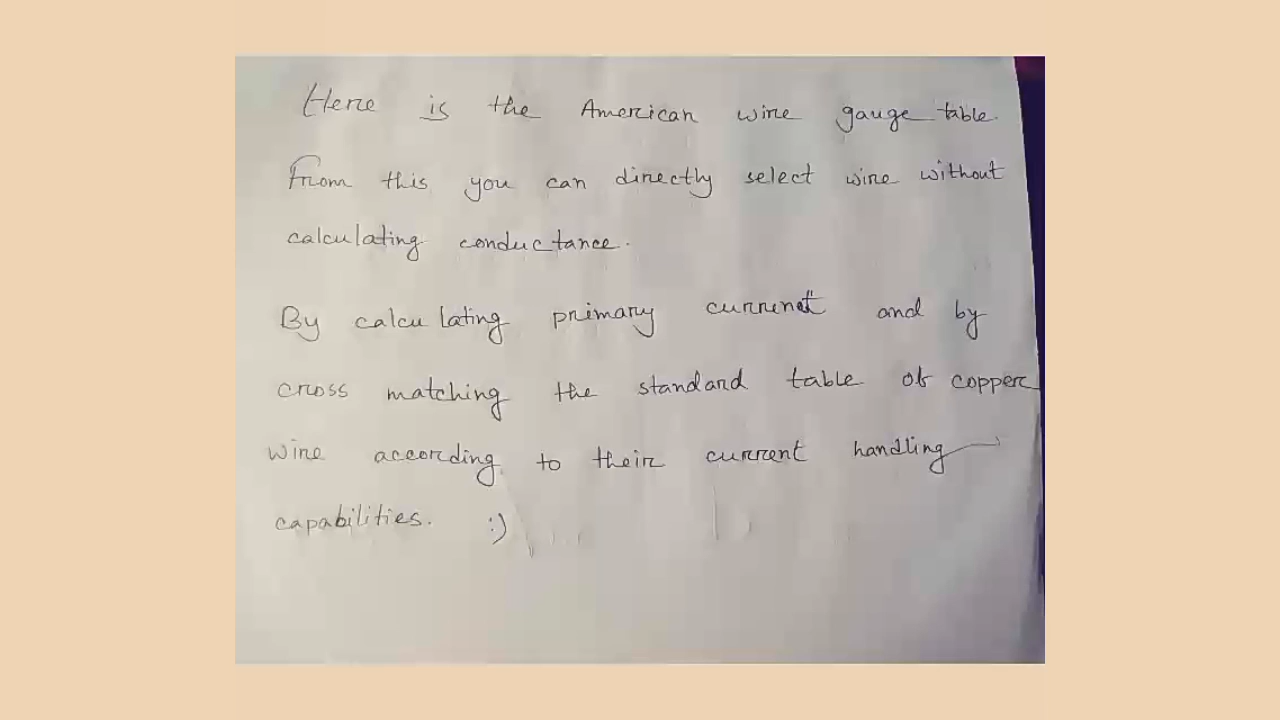 Here is the American wire gauge table.
From this you can directly select wire without
calculating conductance.
By calculating primary current and by
cross matching the standard table of copper
wire according to their current handling
capabilities. :)